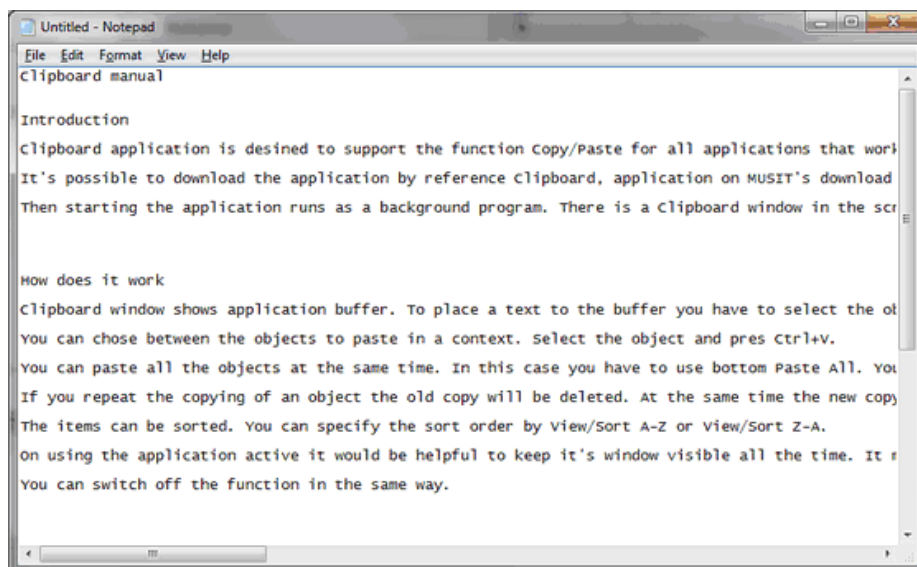 Untitled - Notepad
File Edit Format View Help
Clipboard manual
Introduction
Clipboard application is desined to support the function Copy/Paste for all applications that work
It's possible to download the application by reference Clipboard, application on MUSIT's download
Then starting the application runs as a background program. There is a Clipboard window in the scr
How does it work
Clipboard window shows application buffer. To place a text to the buffer you have to select the ob
You can chose between the objects to paste in a context. Select the object and pres Ctrl+V.
You can paste all the objects at the same time. In this case you have to use bottom Paste All. You
If you repeat the copying of an object the old copy will be deleted. At the same time the new copy
The items can be sorted. You can specify the sort order by View/Sort A-Z or View/Sort Z-A.
On using the application active it would be helpful to keep it's window visible all the time. It
You can switch off the function in the same way.